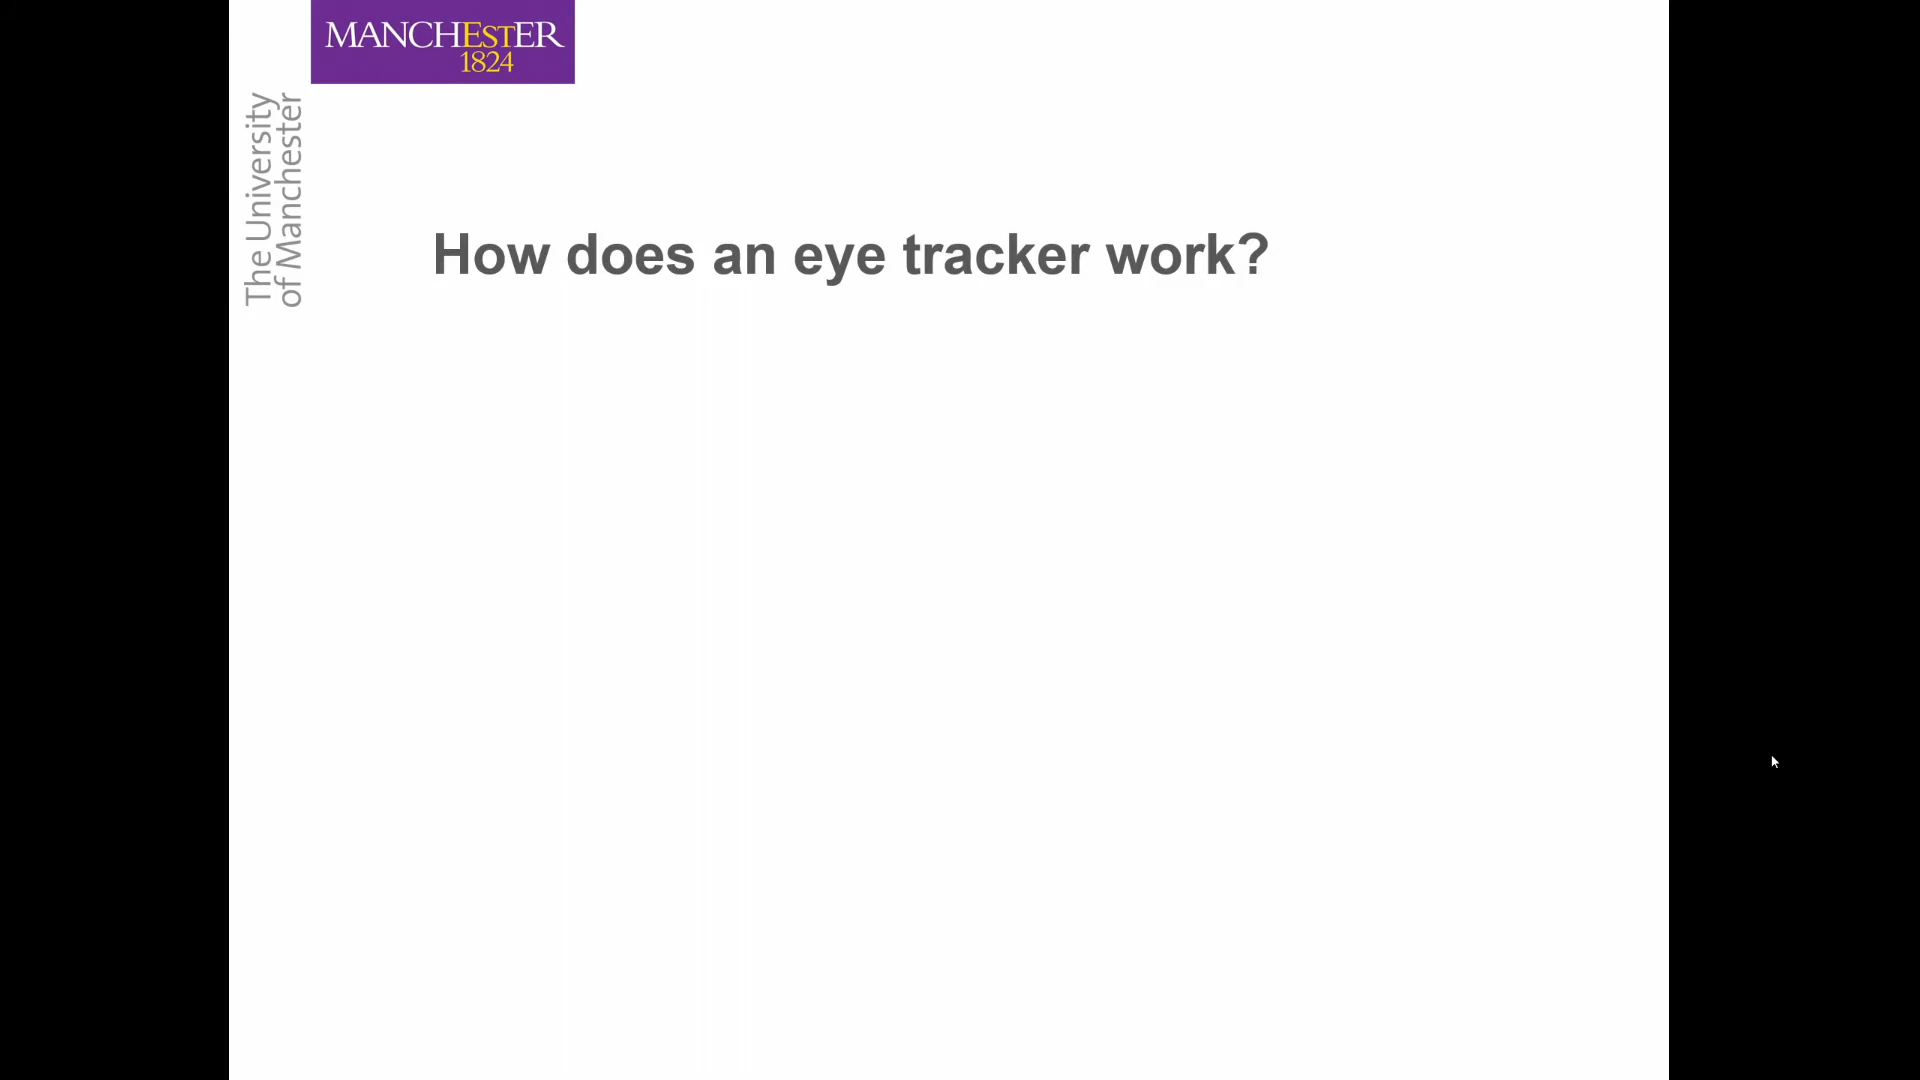 MANCHESTER
1824
The University
of Manchester
How does an eye tracker work?